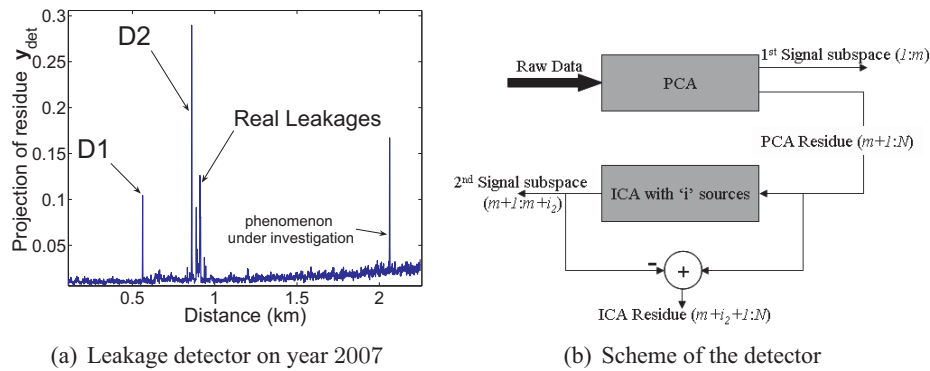 Projection of residue y_det
0.3
0.25
0.2
0.15
0.1
0.05
D2
D1
Real Leakages
phenomenon
under investigation
0.5
1
1.5
2
Distance (km)
(a) Leakage detector on year 2007
Raw Data
PCA
1st Signal subspace (1:m)
PCA Residue (m+1:N)
2nd Signal subspace
(m+1:m+i2)
ICA with 'i' sources
-
+
ICA Residue (m+i2+1:N)
(b) Scheme of the detector